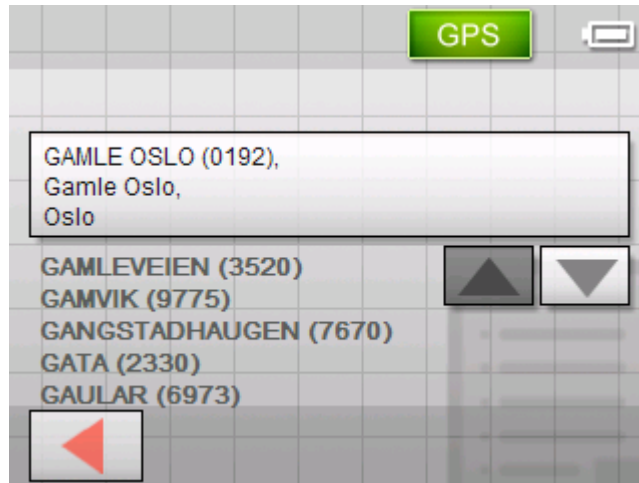 GPS
GAMLE OSLO (0192),
Gamle Oslo,
Oslo
GAMLEVEIEN (3520)
GAMVIK (9775)
GANGSTADHAUGEN (7670)
GATA (2330)
GAULAR (6973)